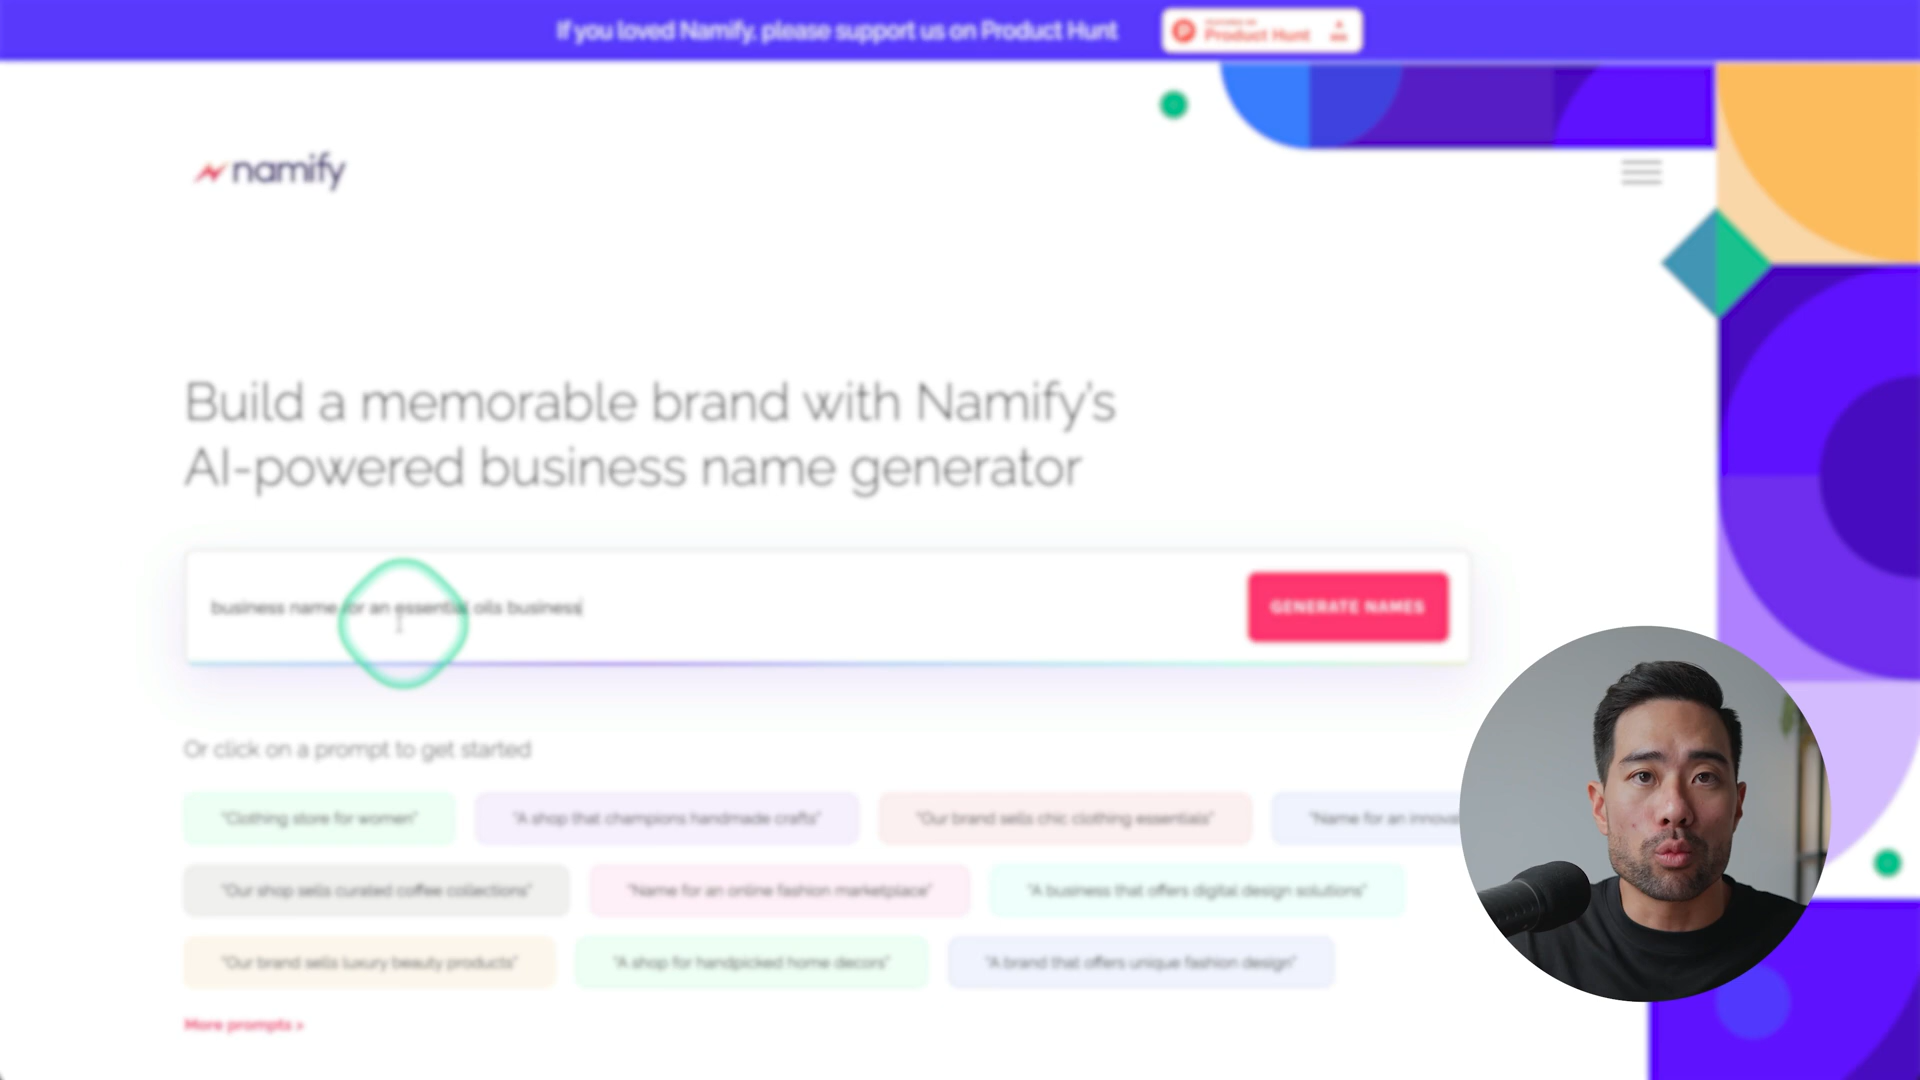 If you loved Namify, please support us on Product Hunt
Product Hunt
namify
Build a memorable brand with Namify's
AI-powered business name generator
business name for an essential oils business
GENERATE NAMES
Or click on a prompt to get started
"Clothing store for women"
"A shop that champions handmade crafts"
"Our brand sells chic clothing essentials"
"Name for an innova
"Our shop sells curated coffee collections"
"Name for an online fashion marketplace"
"A business that offers digital design solutions"
"Our brand sells luxury beauty products"
"A shop for handpicked home decors"
"A brand that offers unique fashion design"
More prompts >